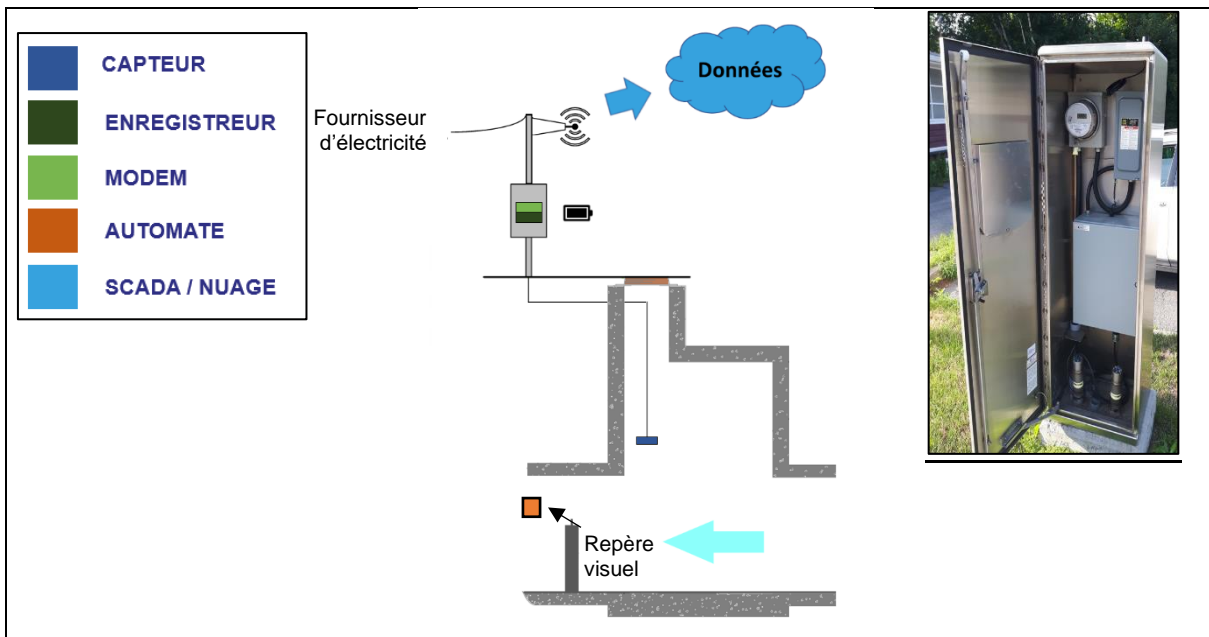 CAPTEUR
ENREGISTREUR
MODEM
AUTOMATE
SCADA / NUAGE
Fournisseur
d'électricité
Données
Repère
visuel